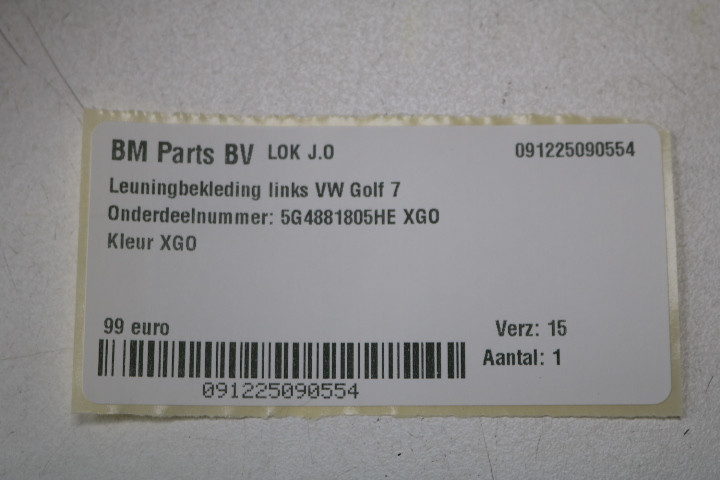 BM Parts BV LOK J.O 091225090554
Leuningbekleding links VW Golf 7
Onderdeelnummer: 5G4881805HE XGO
Kleur XGO
99 euro Verz: 15
Aantal: 1
091225090554